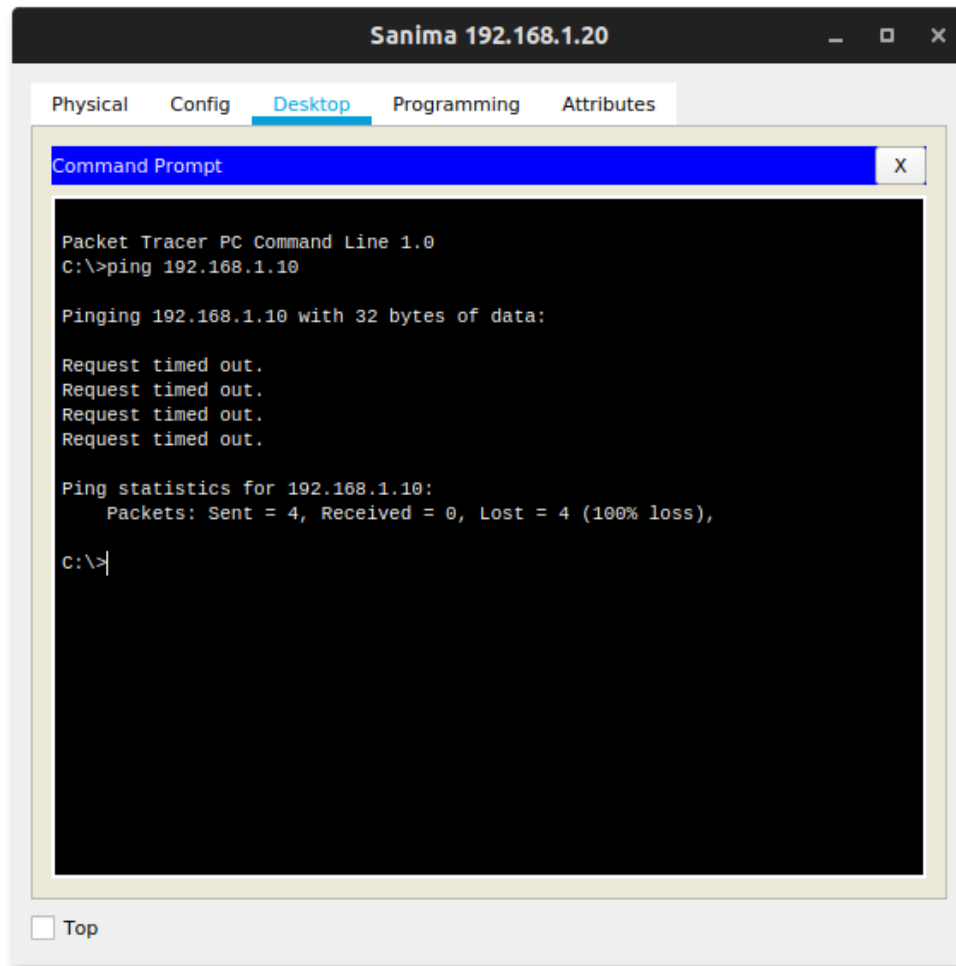 Sanima 192.168.1.20
Physical Config Desktop Programming Attributes
Command Prompt X
Packet Tracer PC Command Line 1.0
C:\>ping 192.168.1.10
Pinging 192.168.1.10 with 32 bytes of data:
Request timed out.
Request timed out.
Request timed out.
Request timed out.
Ping statistics for 192.168.1.10:
    Packets: Sent = 4, Received = 0, Lost = 4 (100% loss),
C:\>
Top